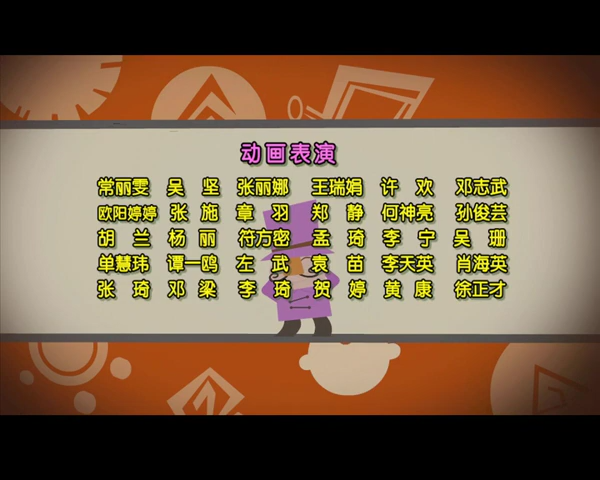 动画表演
常丽雯 吴 坚 张丽娜 王瑞娟 许 欢 邓志武
欧阳婷婷 张 施 章 羽 郑 静 何神亮 孙俊芸
胡 兰 杨 丽 符方密 孟 琦 李 宁 吴 珊
单慧玮 谭一鸥 左 武 袁 苗 李天英 肖海英
张 琦 邓 梁 李 琦 贺 婷 黄 康 徐正才